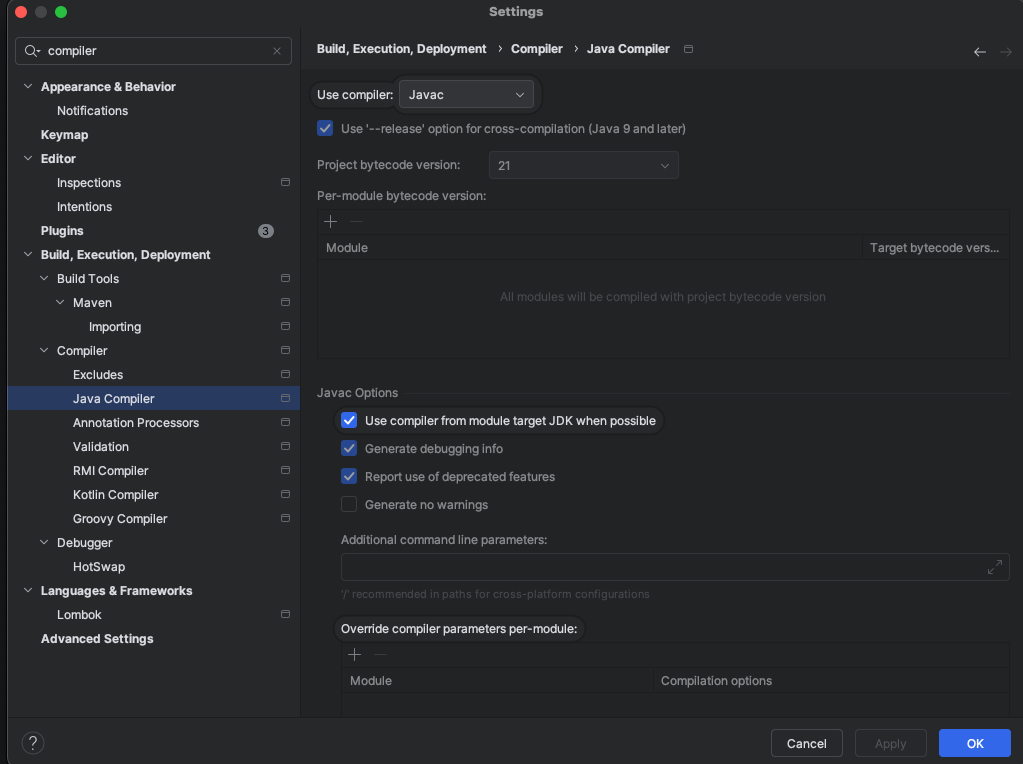 Settings
compiler
Appearance & Behavior
Notifications
Keymap
Editor
Inspections
Intentions
Plugins 3
Build, Execution, Deployment
Build Tools
Maven
Importing
Compiler
Excludes
Java Compiler
Annotation Processors
Validation
RMI Compiler
Kotlin Compiler
Groovy Compiler
Debugger
HotSwap
Languages & Frameworks
Lombok
Advanced Settings
Build, Execution, Deployment › Compiler › Java Compiler
Use compiler: Javac
Use '--release' option for cross-compilation (Java 9 and later)
Project bytecode version: 21
Per-module bytecode version:
Module Target bytecode vers...
All modules will be compiled with project bytecode version
Javac Options
Use compiler from module target JDK when possible
Generate debugging info
Report use of deprecated features
Generate no warnings
Additional command line parameters:
'/' recommended in paths for cross-platform configurations
Override compiler parameters per-module:
Module Compilation options
? Cancel Apply OK